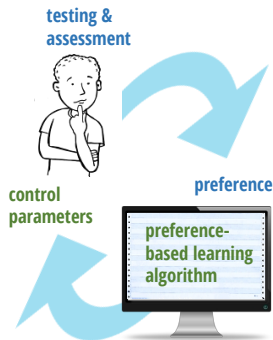 testing &
assessment
control
parameters
preference
preference-
based learning
algorithm